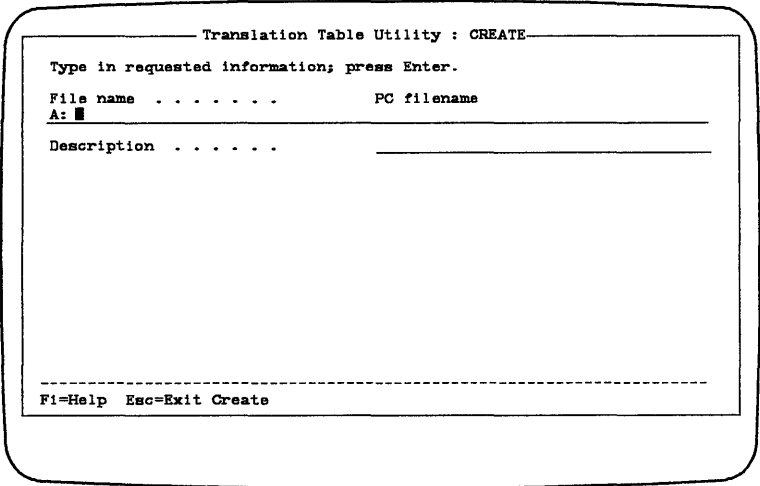 Translation Table Utility : CREATE
Type in requested information; press Enter.
File name . . . . . . . PC filename
A:
Description . . . . . .
F1=Help Esc=Exit Create